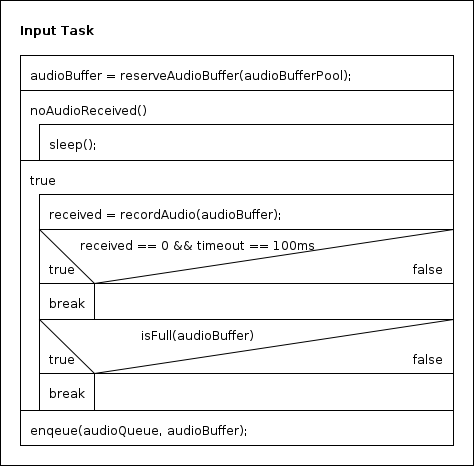 Input Task
audioBuffer = reserveAudioBuffer(audioBufferPool);
noAudioReceived()
sleep();
true
received = recordAudio(audioBuffer);
received == 0 && timeout == 100ms
true
false
break
isFull(audioBuffer)
true
false
break
enqeue(audioQueue, audioBuffer);